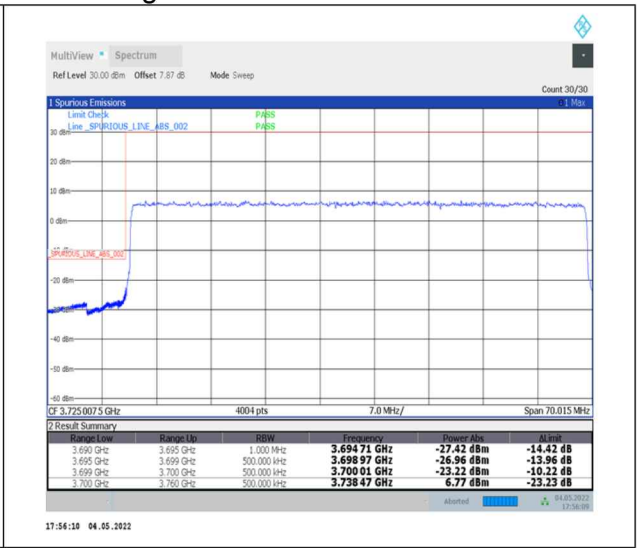 MultiView Spectrum
Ref Level 30.00 dBm Offset 7.87 dB Mode Sweep
Count 30/30
1 Spurious Emissions 1 Max
Limit Check PASS
Line _SPURIOUS_LINE_ABS_002 PASS
30 dBm
20 dBm
10 dBm
0 dBm
_SPURIOUS_LINE_ABS_002
-20 dBm
-40 dBm
-50 dBm
-60 dBm
CF 3.725 007 5 GHz 4004 pts 7.0 MHz/ Span 70.015 MHz
2 Result Summary
Range Low Range Up RBW Frequency Power Abs ΔLimit
3.690 GHz 3.695 GHz 1.000 MHz 3.694 71 GHz -27.42 dBm -14.42 dB
3.695 GHz 3.699 GHz 500.000 kHz 3.698 97 GHz -26.96 dBm -13.96 dB
3.699 GHz 3.700 GHz 500.000 kHz 3.700 01 GHz -23.22 dBm -10.22 dB
3.700 GHz 3.760 GHz 500.000 kHz 3.738 47 GHz 6.77 dBm -23.23 dB
Aborted 04.05.2022
17:56:09
17:56:10 04.05.2022